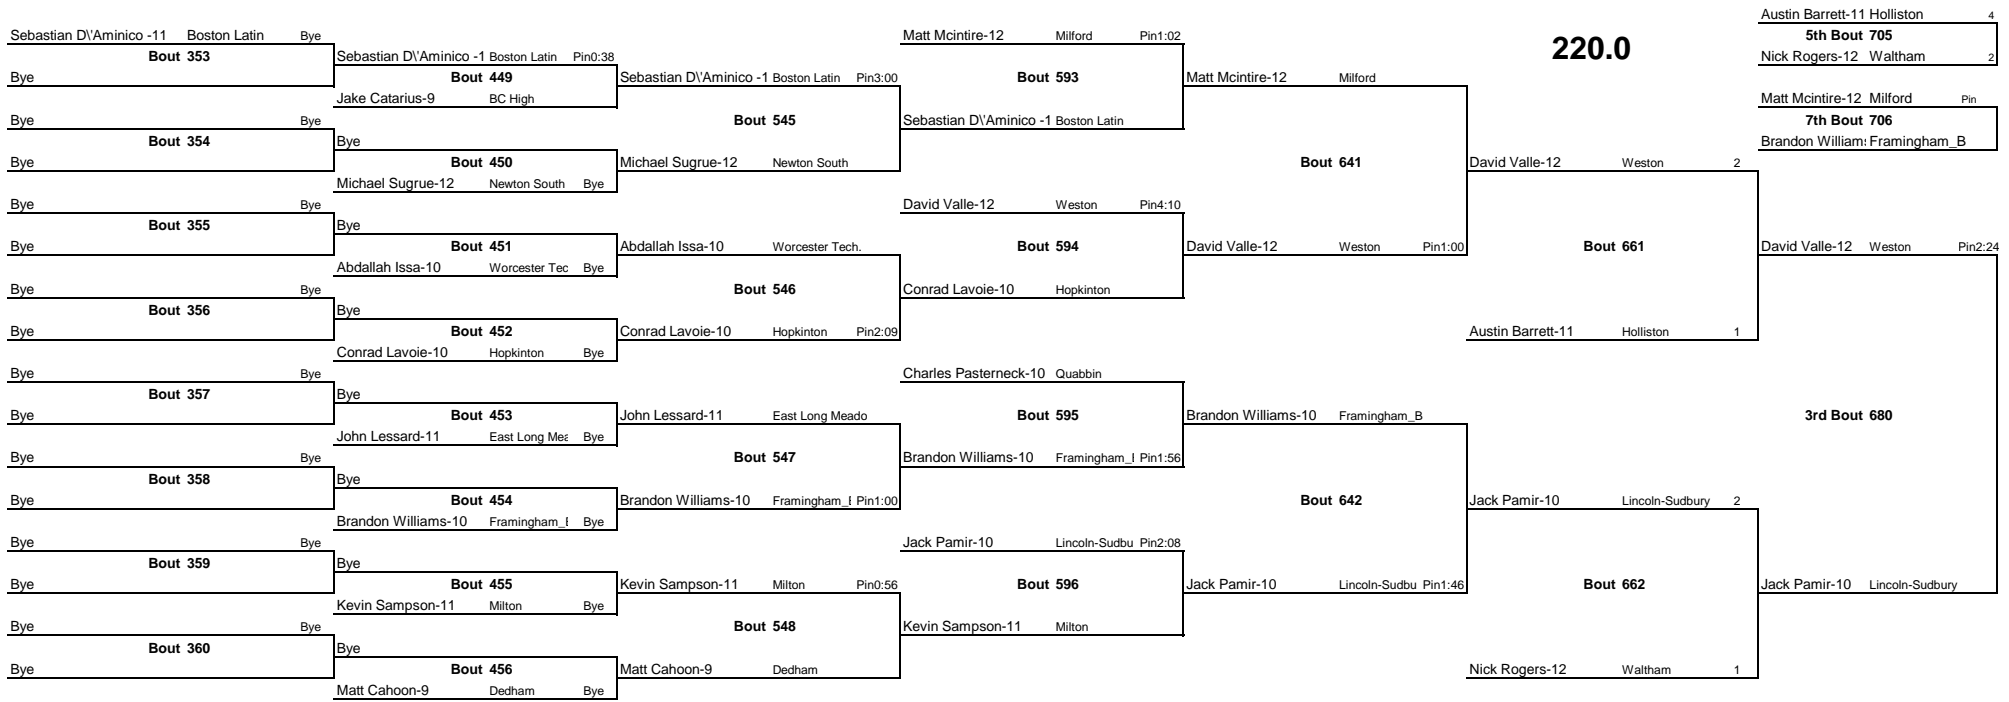 Austin Barrett-11 Holliston 4
Sebastian D\'Aminico -11 Boston Latin Bye Matt Mcintire-12 Milford Pin1:02 5th Bout 705
220.0
Bout 353 Sebastian D\'Aminico -1 Boston Latin Pin0:38 Nick Rogers-12 Waltham 2
Bye Bout 449 Sebastian D\'Aminico -1 Boston Latin Pin3:00 Bout 593 Matt Mcintire-12 Milford
Jake Catarius-9 BC High Matt Mcintire-12 Milford Pin
Bye Bye Bout 545 Sebastian D\'Aminico -1 Boston Latin 7th Bout 706
Bout 354 Bye Brandon Williams Framingham_B
Bye Bout 450 Michael Sugrue-12 Newton South Bout 641 David Valle-12 Weston 2
Michael Sugrue-12 Newton South Bye
Bye Bye David Valle-12 Weston Pin4:10
Bout 355 Bye
Bye Bout 451 Abdallah Issa-10 Worcester Tech. Bout 594 David Valle-12 Weston Pin1:00 Bout 661 David Valle-12 Weston Pin2:24
Abdallah Issa-10 Worcester Tec Bye
Bye Bye Bout 546 Conrad Lavoie-10 Hopkinton
Bout 356 Bye
Bye Bout 452 Conrad Lavoie-10 Hopkinton Pin2:09 Austin Barrett-11 Holliston 1
Conrad Lavoie-10 Hopkinton Bye
Bye Bye Charles Pasterneck-10 Quabbin
Bout 357 Bye
Bye Bout 453 John Lessard-11 East Long Meado Bout 595 Brandon Williams-10 Framingham_B 3rd Bout 680
John Lessard-11 East Long Mea Bye
Bye Bye Bout 547 Brandon Williams-10 Framingham_B Pin1:56
Bout 358 Bye
Bye Bout 454 Brandon Williams-10 Framingham_B Pin1:00 Bout 642 Jack Pamir-10 Lincoln-Sudbury 2
Brandon Williams-10 Framingham_B Bye
Bye Bye Jack Pamir-10 Lincoln-Sudbu Pin2:08
Bout 359 Bye
Bye Bout 455 Kevin Sampson-11 Milton Pin0:56 Bout 596 Jack Pamir-10 Lincoln-Sudbu Pin1:46 Bout 662 Jack Pamir-10 Lincoln-Sudbury
Kevin Sampson-11 Milton Bye
Bye Bye Bout 548 Kevin Sampson-11 Milton
Bout 360 Bye
Bye Bout 456 Matt Cahoon-9 Dedham Nick Rogers-12 Waltham 1
Matt Cahoon-9 Dedham Bye